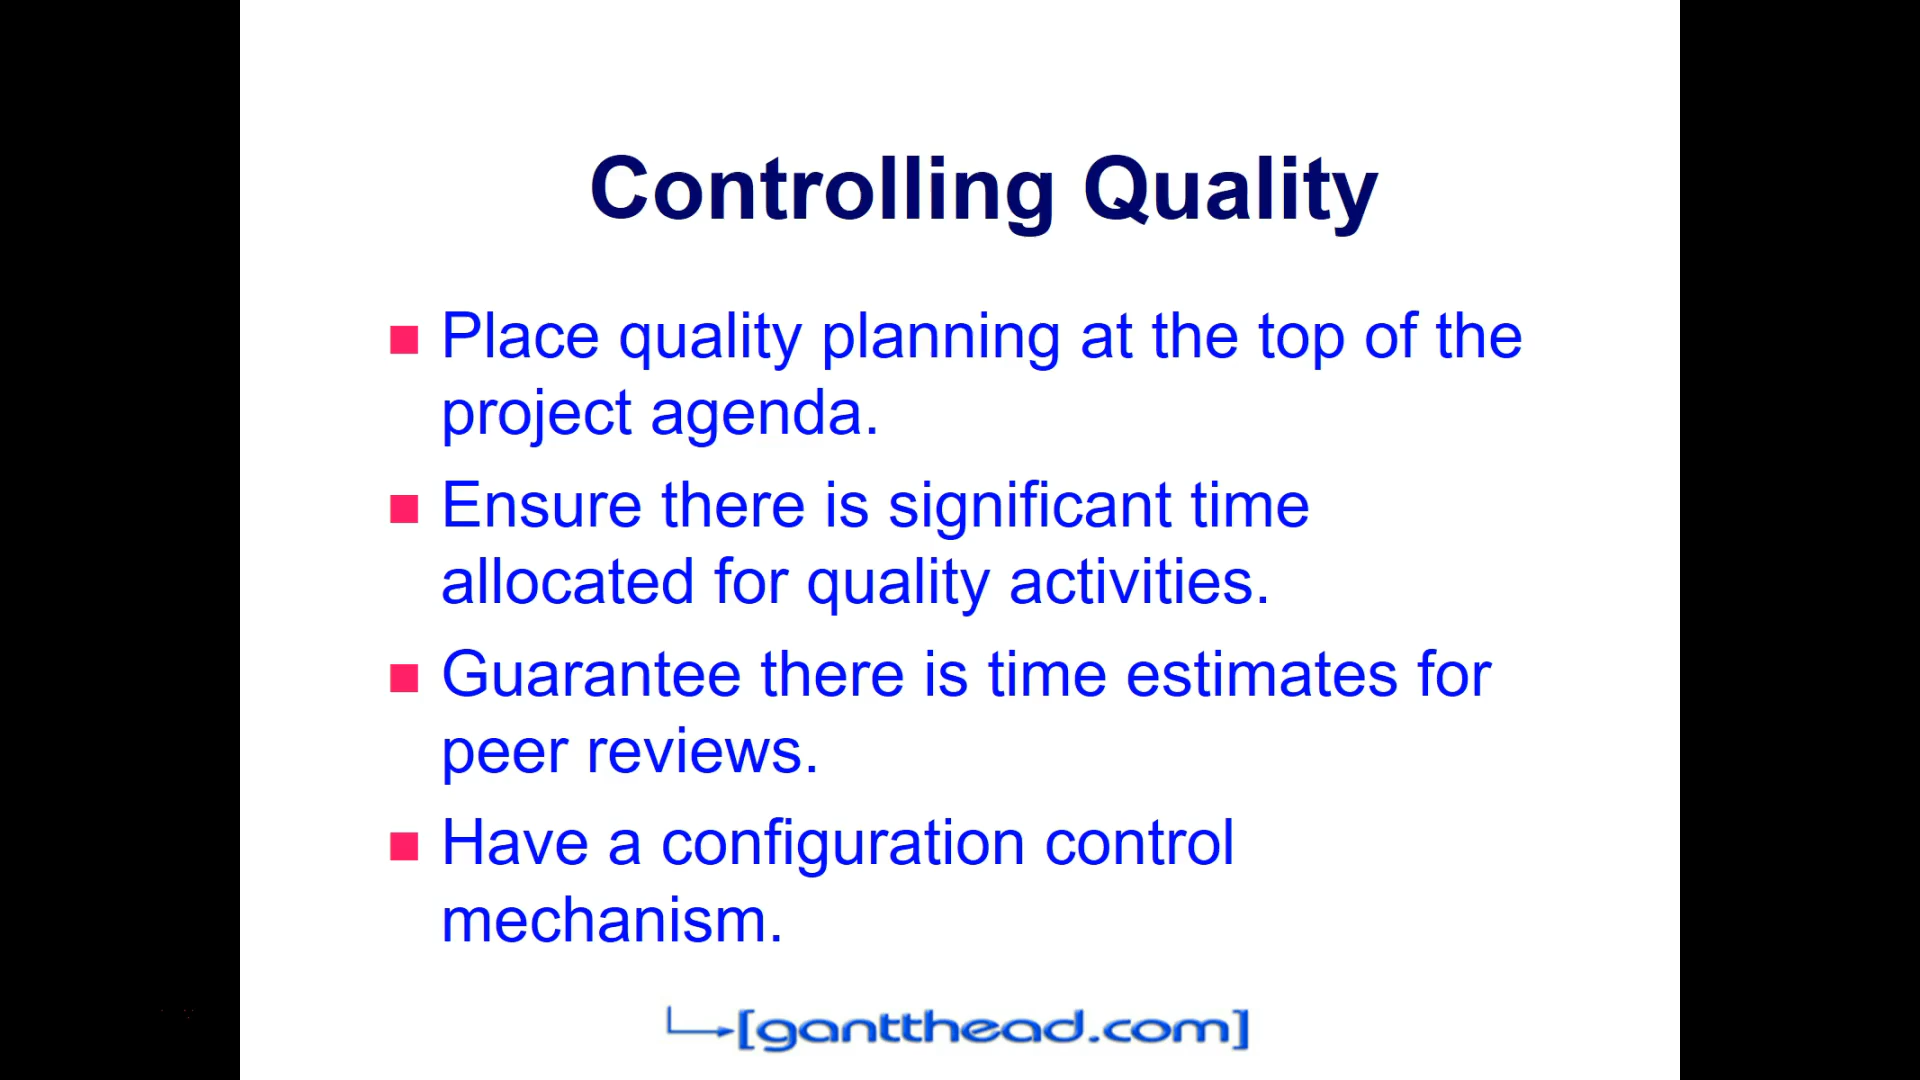 Controlling Quality
Place quality planning at the top of the
project agenda.
Ensure there is significant time
allocated for quality activities.
Guarantee there is time estimates for
peer reviews.
Have a configuration control
mechanism.
[gantthead.com]